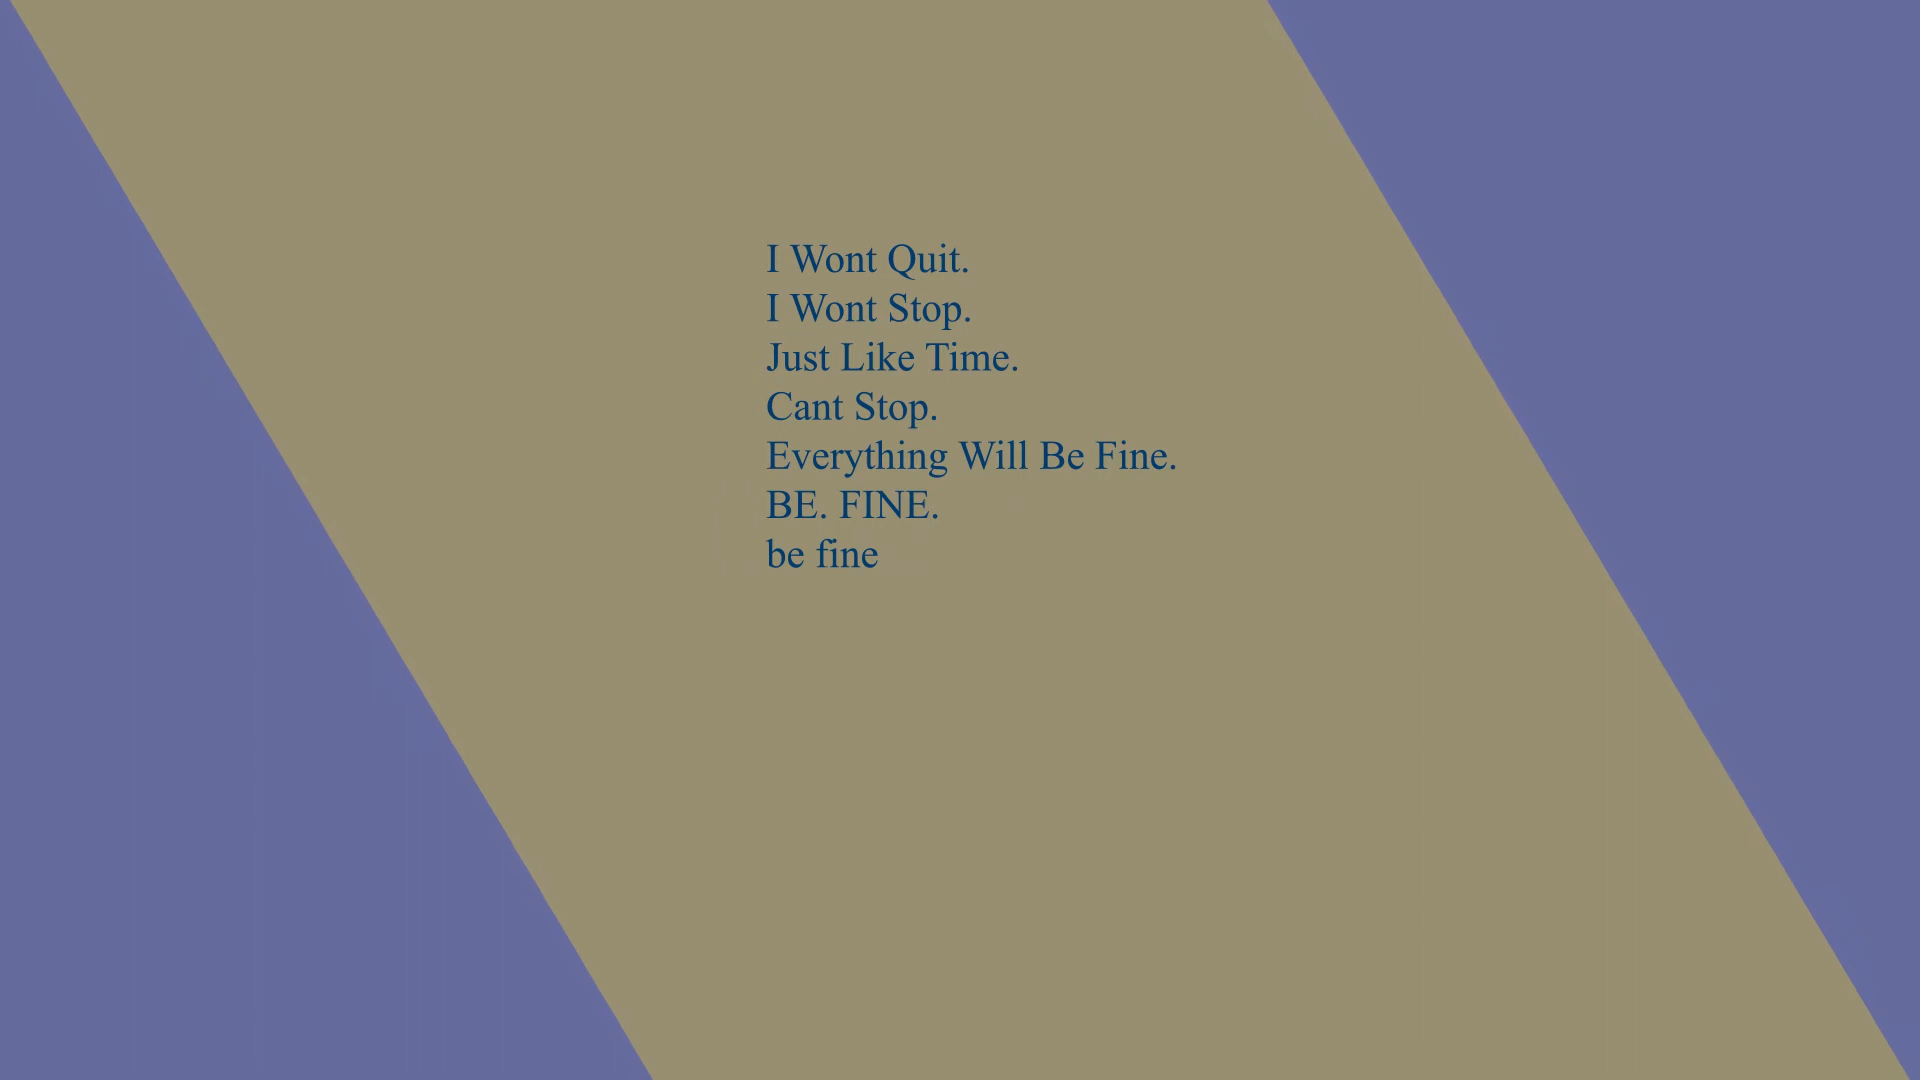 I Wont Quit.
I Wont Stop.
Just Like Time.
Cant Stop.
Everything Will Be Fine.
BE. FINE.
be fine